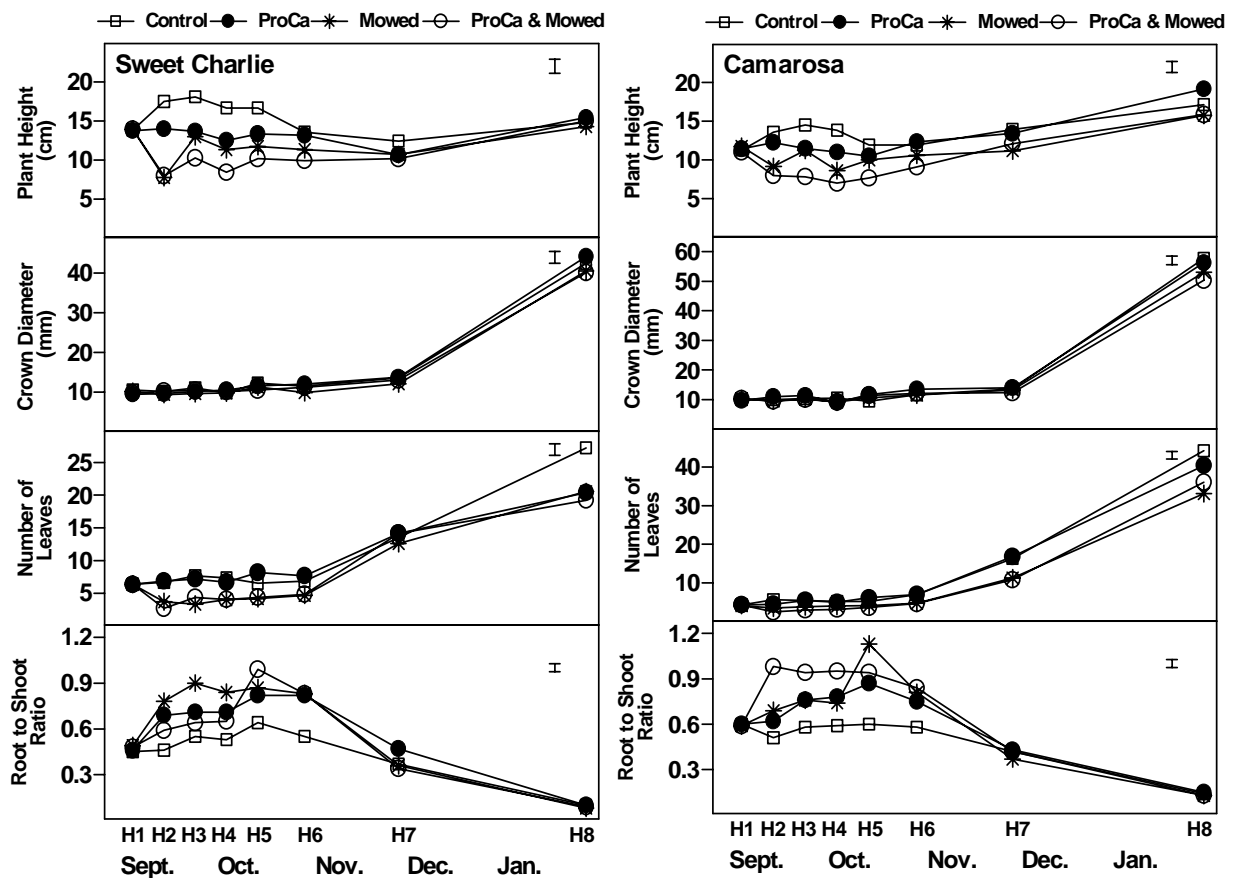 Control ProCa Mowed ProCa & Mowed
Sweet Charlie
Plant Height
(cm)
20
15
10
5
Crown Diameter
(mm)
40
30
20
10
Number of
Leaves
25
20
15
10
5
Root to Shoot
Ratio
1.2
0.9
0.6
0.3
H1 H2 H3 H4 H5 H6 H7 H8
Sept. Oct. Nov. Dec. Jan.
Control ProCa Mowed ProCa & Mowed
Camarosa
Plant Height
(cm)
20
15
10
5
Crown Diameter
(mm)
60
50
40
30
20
10
Number of
Leaves
40
30
20
10
Root to Shoot
Ratio
1.2
0.9
0.6
0.3
H1 H2 H3 H4 H5 H6 H7 H8
Sept. Oct. Nov. Dec. Jan.